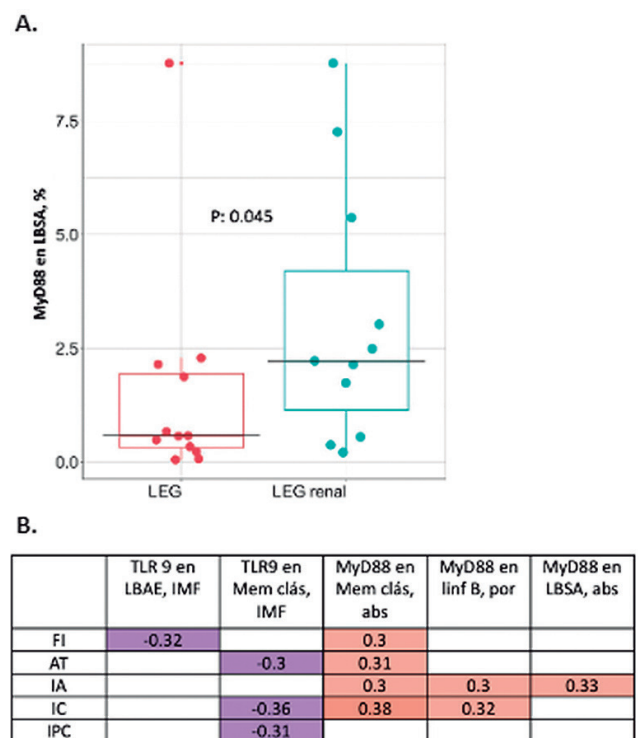 A.
MyD88 en LBSA, %
7.5
5.0
2.5
0.0
P: 0.045
LEG LEG renal
B.
TLR 9 en LBAE, IMF
TLR9 en Mem clás, IMF
MyD88 en Mem clás, abs
MyD88 en linf B, por
MyD88 en LBSA, abs
FI -0.32 0.3
AT -0.3 0.31
IA 0.3 0.3 0.33
IC -0.36 0.38 0.32
IPC -0.31